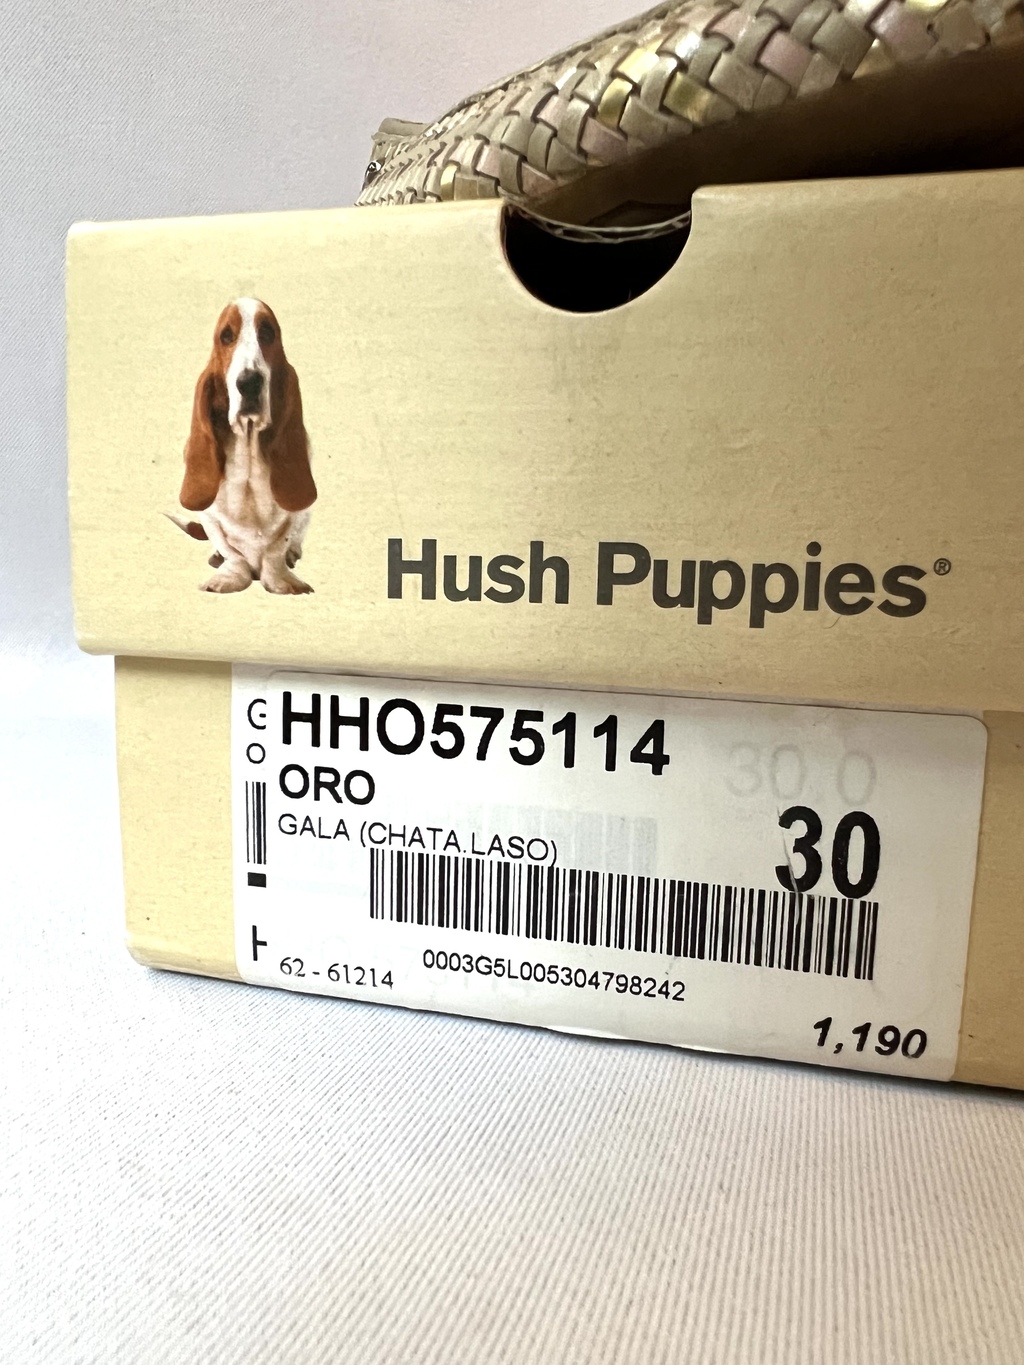 Hush Puppies®
HHO575114
ORO
30.0
GALA (CHATA.LASO)
30
62 - 61214
0003G5L005304798242
1,190